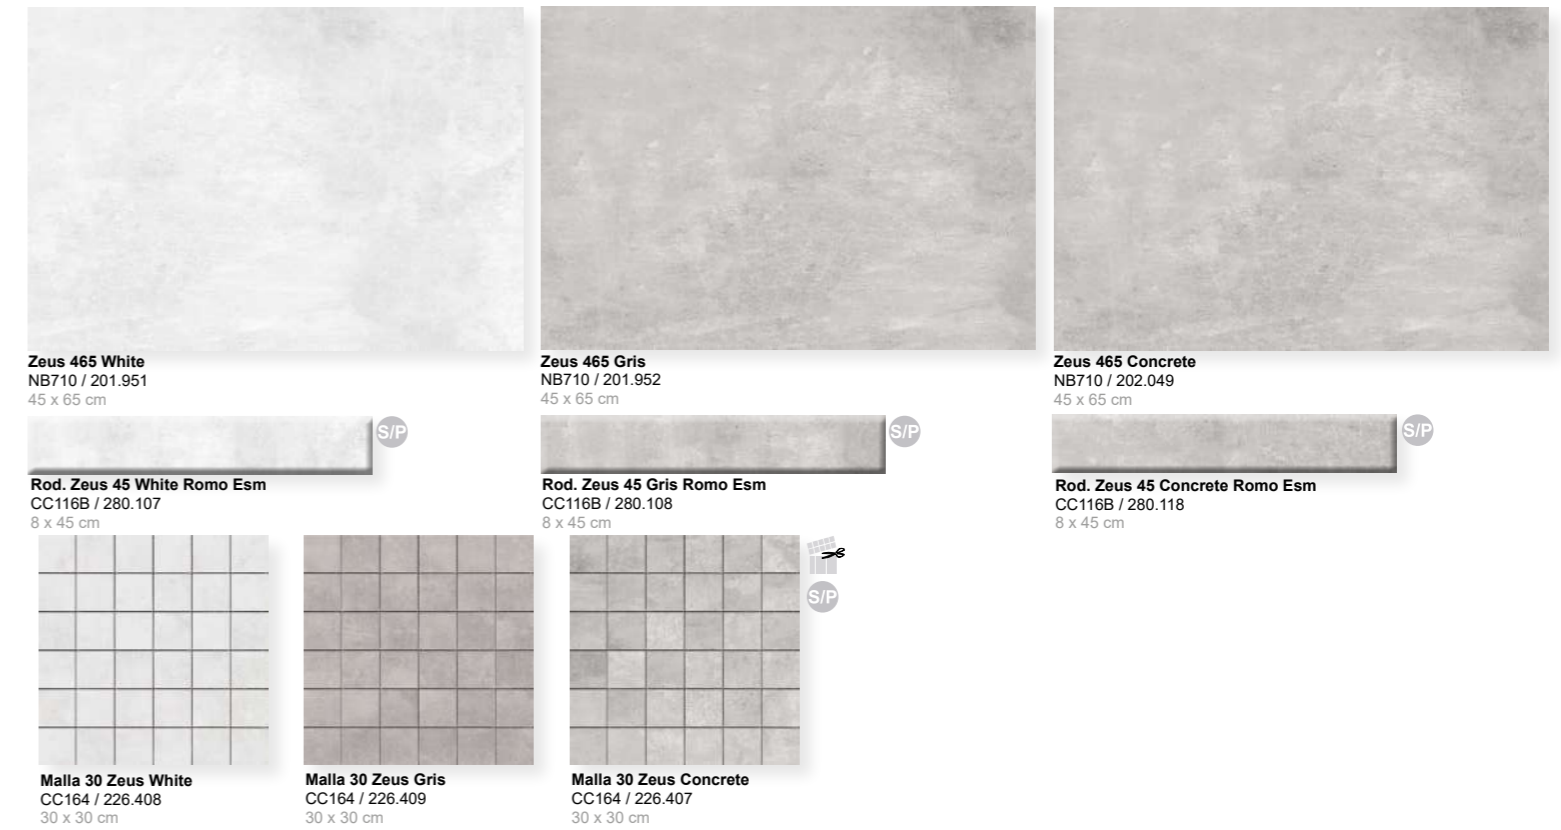 Zeus 465 White
NB710 / 201.951
45 x 65 cm
Zeus 465 Gris
NB710 / 201.952
45 x 65 cm
Zeus 465 Concrete
NB710 / 202.049
45 x 65 cm
S/P
Rod. Zeus 45 White Romo Esm
CC116B / 280.107
8 x 45 cm
S/P
Rod. Zeus 45 Gris Romo Esm
CC116B / 280.108
8 x 45 cm
S/P
Rod. Zeus 45 Concrete Romo Esm
CC116B / 280.118
8 x 45 cm
Malla 30 Zeus White
CC164 / 226.408
30 x 30 cm
Malla 30 Zeus Gris
CC164 / 226.409
30 x 30 cm
S/P
Malla 30 Zeus Concrete
CC164 / 226.407
30 x 30 cm